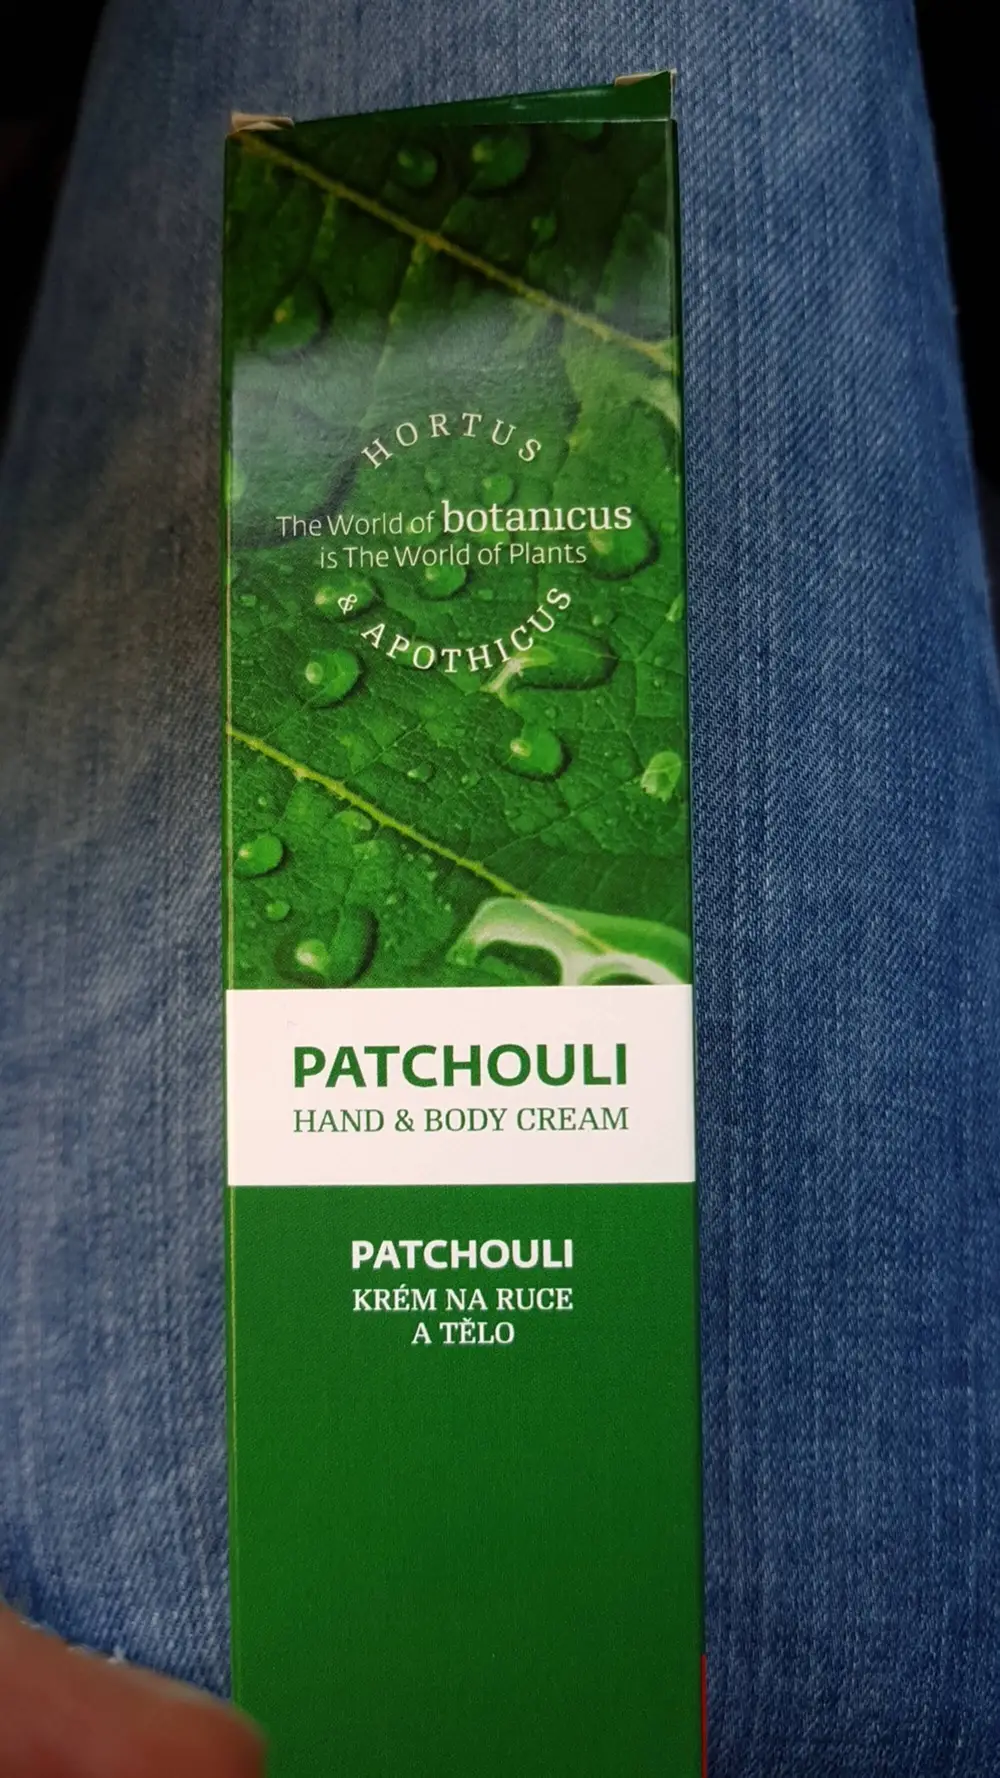 HORTUS
The World of botanicus
is The World of Plants
& APOTHICUS
PATCHOULI
HAND & BODY CREAM
PATCHOULI
KRÉM NA RUCE
A TĚLO